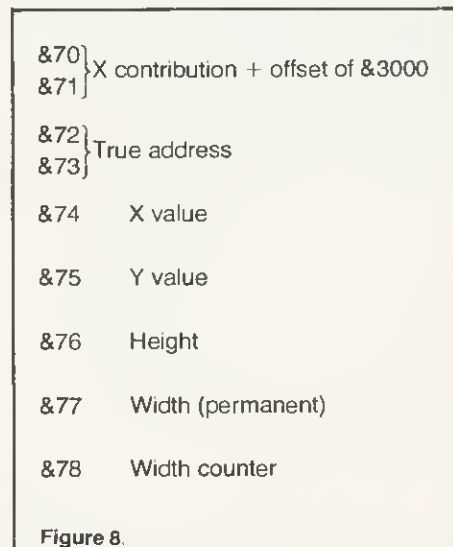 &70
&71 X contribution + offset of &3000
&72
&73 True address
&74 X value
&75 Y value
&76 Height
&77 Width (permanent)
&78 Width counter
Figure 8.